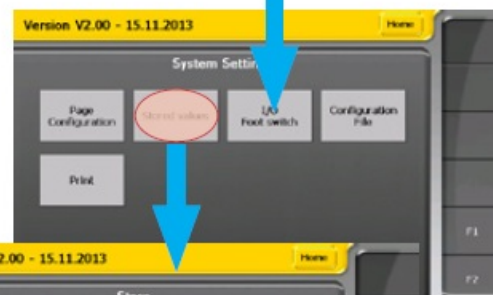 Version V2.00 - 15.11.2013 Home
System
Page Configuration
Stored values
I/O Foot switch
Configuration File
Print
F1
F2
2.00 - 15.11.2013 Home